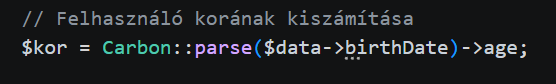 // Felhasználó korának kiszámítása
$kor = Carbon::parse($data->birthDate)->age;